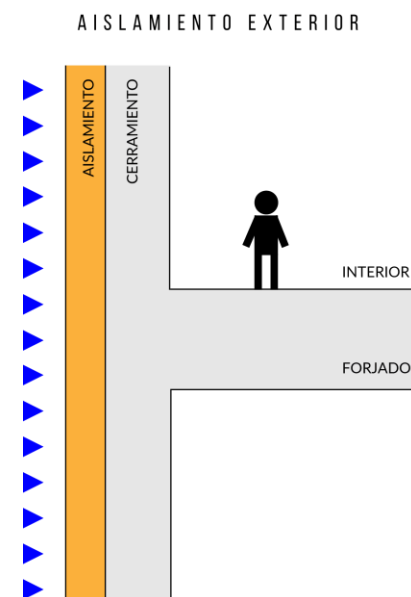 AISLAMIENTO EXTERIOR
AISLAMIENTO
CERRAMIENTO
INTERIOR
FORJADO